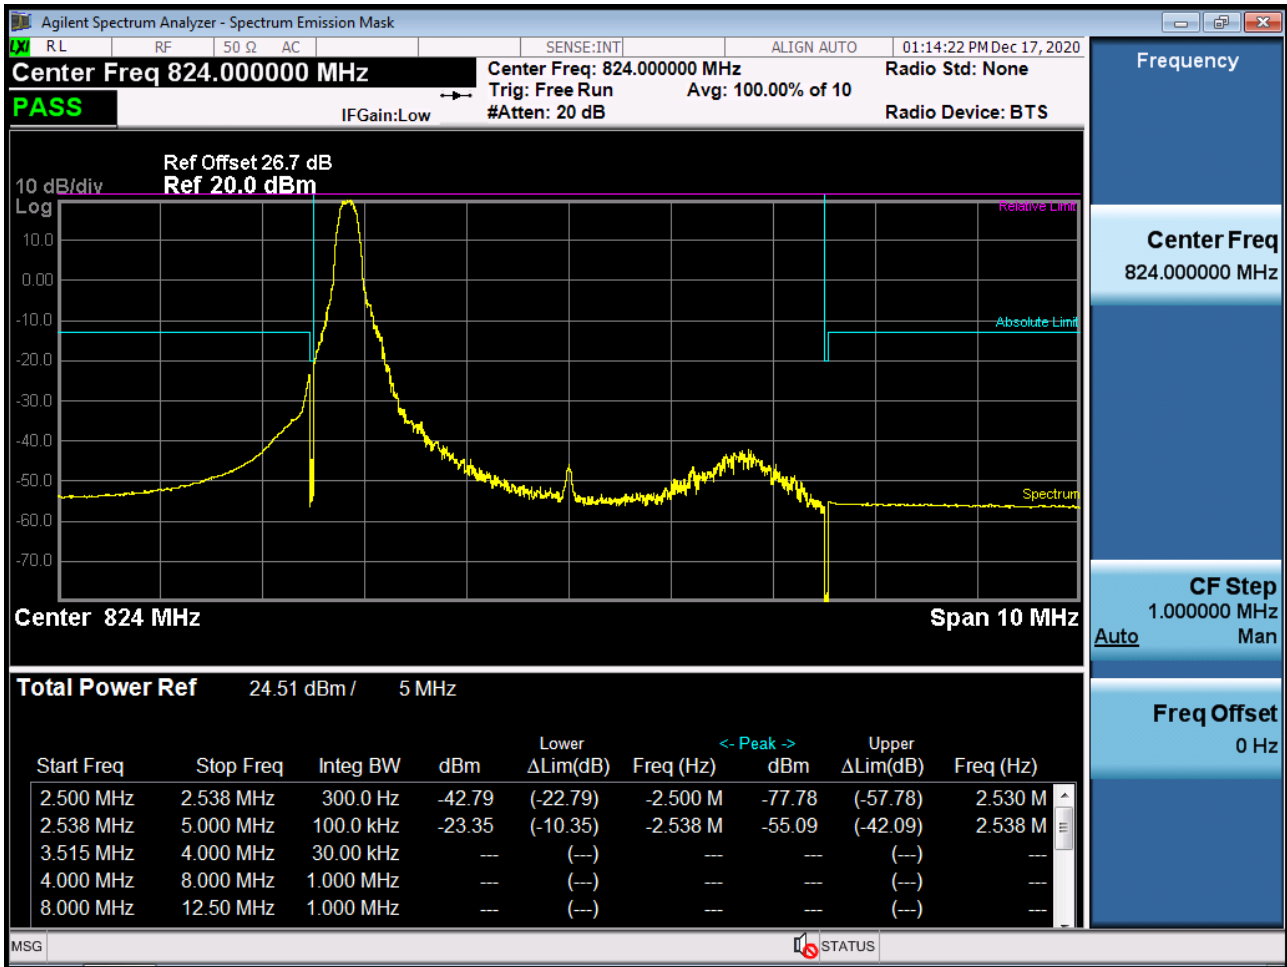 Agilent Spectrum Analyzer - Spectrum Emission Mask
LXI RL RF 50 Ω AC SENSE:INT ALIGN AUTO 01:14:22 PM Dec 17, 2020
Center Freq 824.000000 MHz
Center Freq: 824.000000 MHz
Radio Std: None
Trig: Free Run Avg: 100.00% of 10
PASS
IFGain:Low
#Atten: 20 dB
Radio Device: BTS
Ref Offset 26.7 dB
10 dB/div Ref 20.0 dBm
Log
Relative Limit
10.0
0.00
-10.0
Absolute Limit
-20.0
-30.0
-40.0
-50.0
Spectrum
-60.0
-70.0
Center 824 MHz Span 10 MHz
Total Power Ref 24.51 dBm / 5 MHz
Lower <- Peak -> Upper
Start Freq Stop Freq Integ BW dBm ΔLim(dB) Freq (Hz) dBm ΔLim(dB) Freq (Hz)
2.500 MHz 2.538 MHz 300.0 Hz -42.79 (-22.79) -2.500 M -77.78 (-57.78) 2.530 M
2.538 MHz 5.000 MHz 100.0 kHz -23.35 (-10.35) -2.538 M -55.09 (-42.09) 2.538 M
3.515 MHz 4.000 MHz 30.00 kHz --- (---) --- --- (---) ---
4.000 MHz 8.000 MHz 1.000 MHz --- (---) --- --- (---) ---
8.000 MHz 12.50 MHz 1.000 MHz --- (---) --- --- (---) ---
MSG STATUS
Frequency
Center Freq
824.000000 MHz
CF Step
1.000000 MHz
Auto Man
Freq Offset
0 Hz